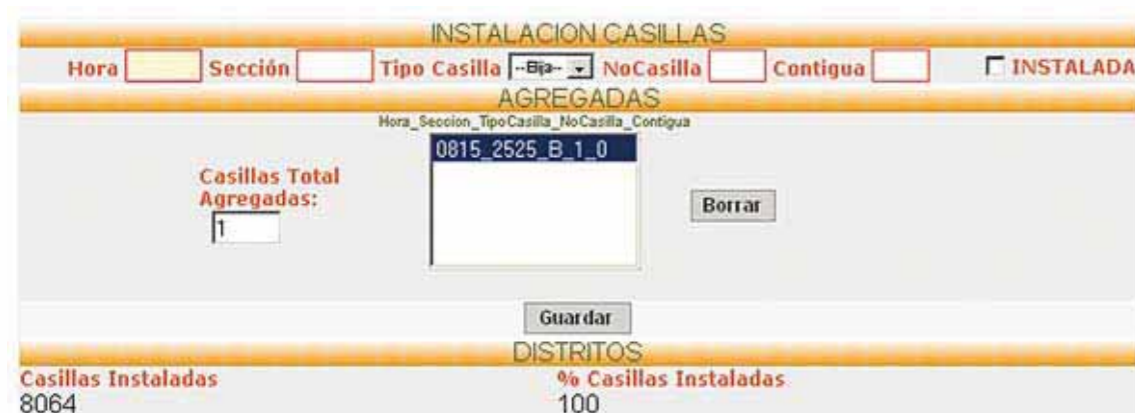 INSTALACION CASILLAS
Hora Sección Tipo Casilla --Elija-- NoCasilla Contigua INSTALADA
AGREGADAS
Hora_Seccion_TipoCasilla_NoCasilla_Contigua
0815_2525_B_1_0
Casillas Total
Agregadas:
1
Borrar
Guardar
DISTRITOS
Casillas Instaladas % Casillas Instaladas
8064 100